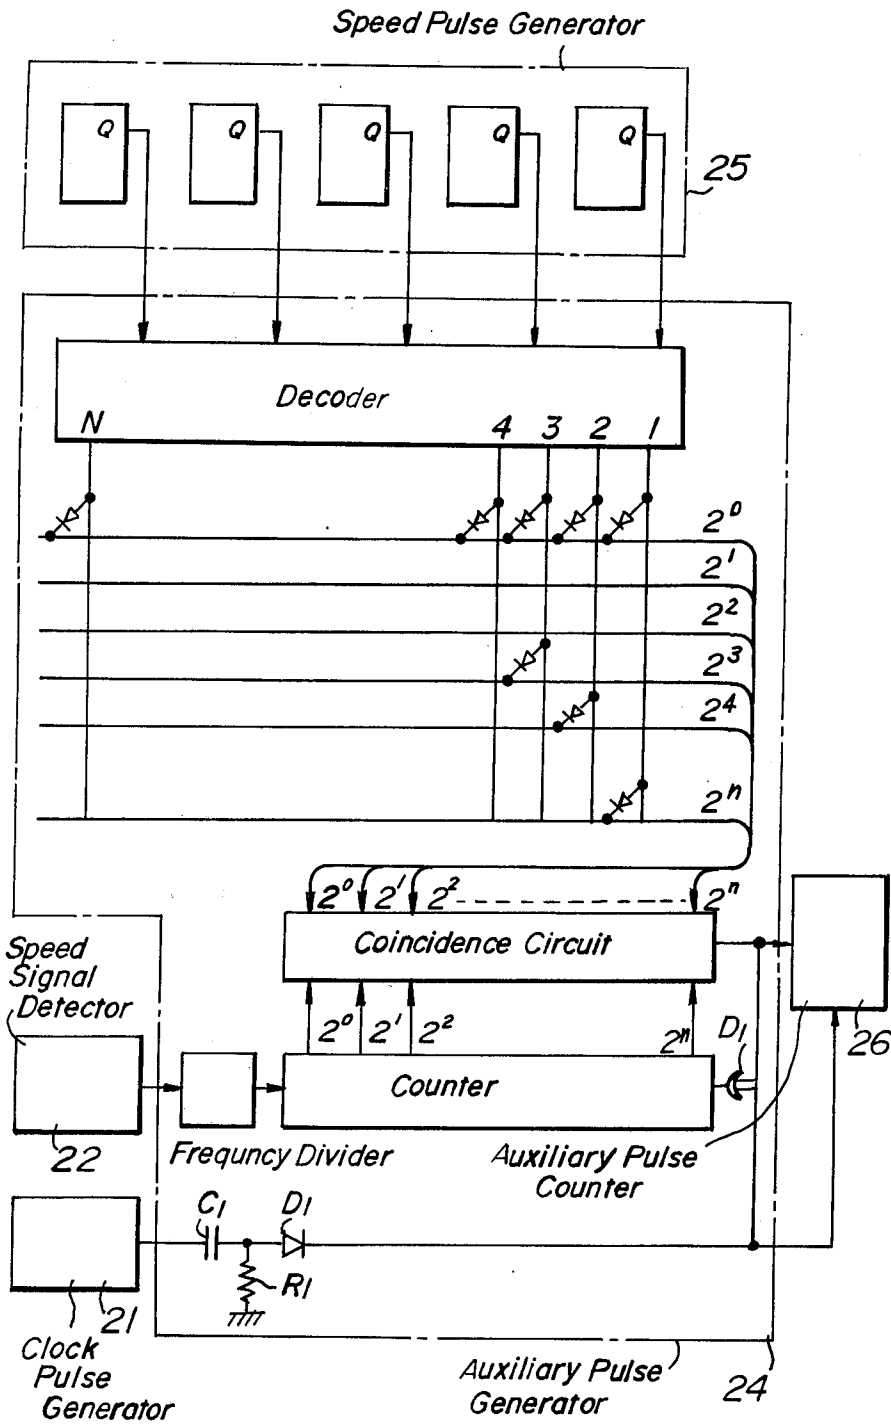 Speed Pulse Generator
Q Q Q Q Q
25
Decoder
N 4 3 2 1
2⁰
2¹
2²
2³
2⁴
2ⁿ
2⁰ 2¹ 2² 2ⁿ
Coincidence Circuit
Speed
Signal
Detector
2⁰ 2¹ 2² 2ⁿ
D1
26
Counter
22
Frequncy Divider
Auxiliary Pulse
Counter
C1 D1
R1
21
Clock
Pulse
Generator
Auxiliary Pulse
Generator
24